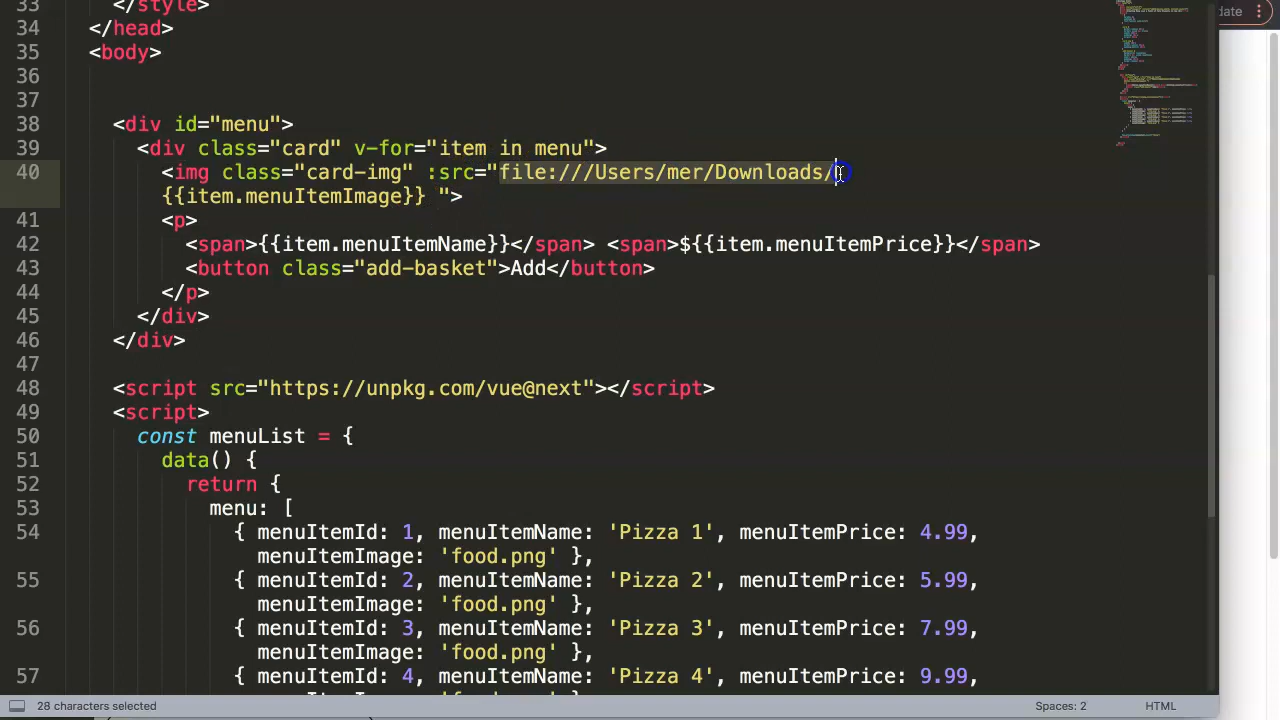 33 </style>
date
34 </head>
35 <body>
36
37
38 <div id="menu">
39 <div class="card" v-for="item in menu">
40 <img class="card-img" :src="file:///Users/mer/Downloads/
{{item.menuItemImage}} ">
41 <p>
42 <span>{{item.menuItemName}}</span> <span>${{item.menuItemPrice}}</span>
43 <button class="add-basket">Add</button>
44 </p>
45 </div>
46 </div>
47
48 <script src="https://unpkg.com/vue@next"></script>
49 <script>
50 const menuList = {
51 data() {
52 return {
53 menu: [
54 { menuItemId: 1, menuItemName: 'Pizza 1', menuItemPrice: 4.99,
menuItemImage: 'food.png' },
55 { menuItemId: 2, menuItemName: 'Pizza 2', menuItemPrice: 5.99,
menuItemImage: 'food.png' },
56 { menuItemId: 3, menuItemName: 'Pizza 3', menuItemPrice: 7.99,
menuItemImage: 'food.png' },
57 { menuItemId: 4, menuItemName: 'Pizza 4', menuItemPrice: 9.99,
28 characters selected
Spaces: 2
HTML